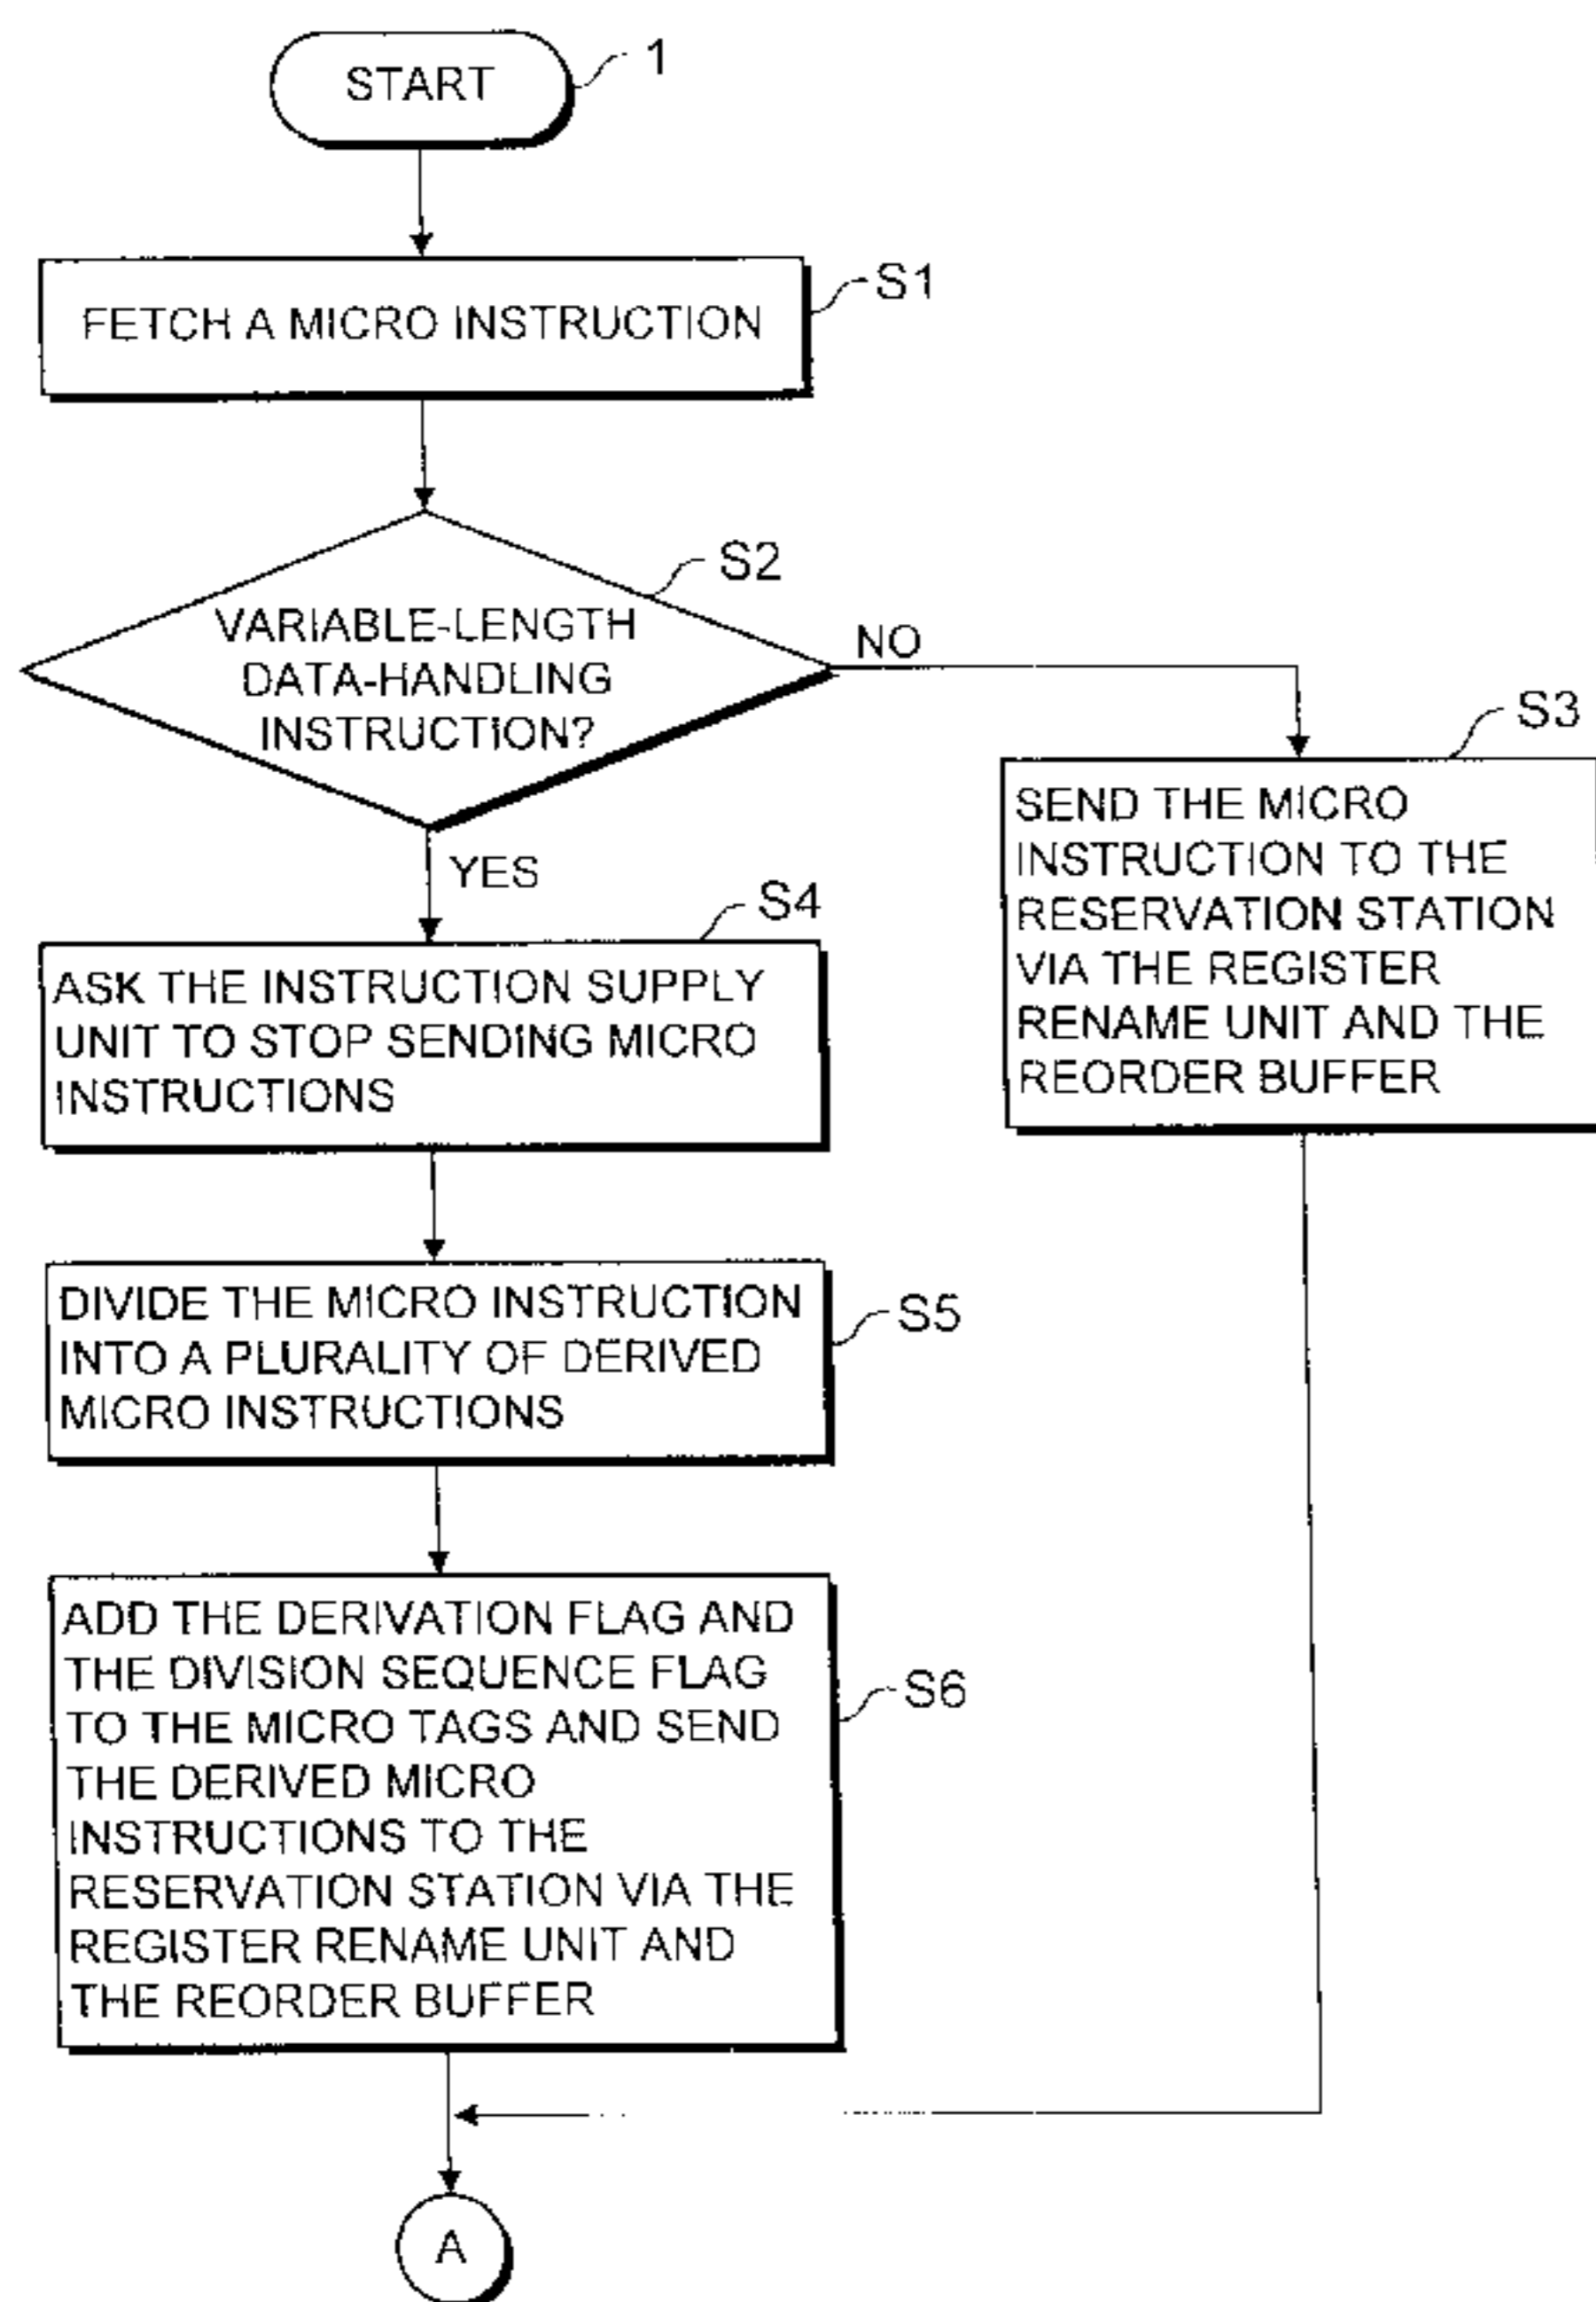 START
1
FETCH A MICRO INSTRUCTION
S1
VARIABLE-LENGTH
DATA-HANDLING
INSTRUCTION?
S2
NO
SEND THE MICRO
INSTRUCTION TO THE
RESERVATION STATION
VIA THE REGISTER
RENAME UNIT AND THE
REORDER BUFFER
S3
YES
ASK THE INSTRUCTION SUPPLY
UNIT TO STOP SENDING MICRO
INSTRUCTIONS
S4
DIVIDE THE MICRO INSTRUCTION
INTO A PLURALITY OF DERIVED
MICRO INSTRUCTIONS
S5
ADD THE DERIVATION FLAG AND
THE DIVISION SEQUENCE FLAG
TO THE MICRO TAGS AND SEND
THE DERIVED MICRO
INSTRUCTIONS TO THE
RESERVATION STATION VIA THE
REGISTER RENAME UNIT AND
THE REORDER BUFFER
S6
A